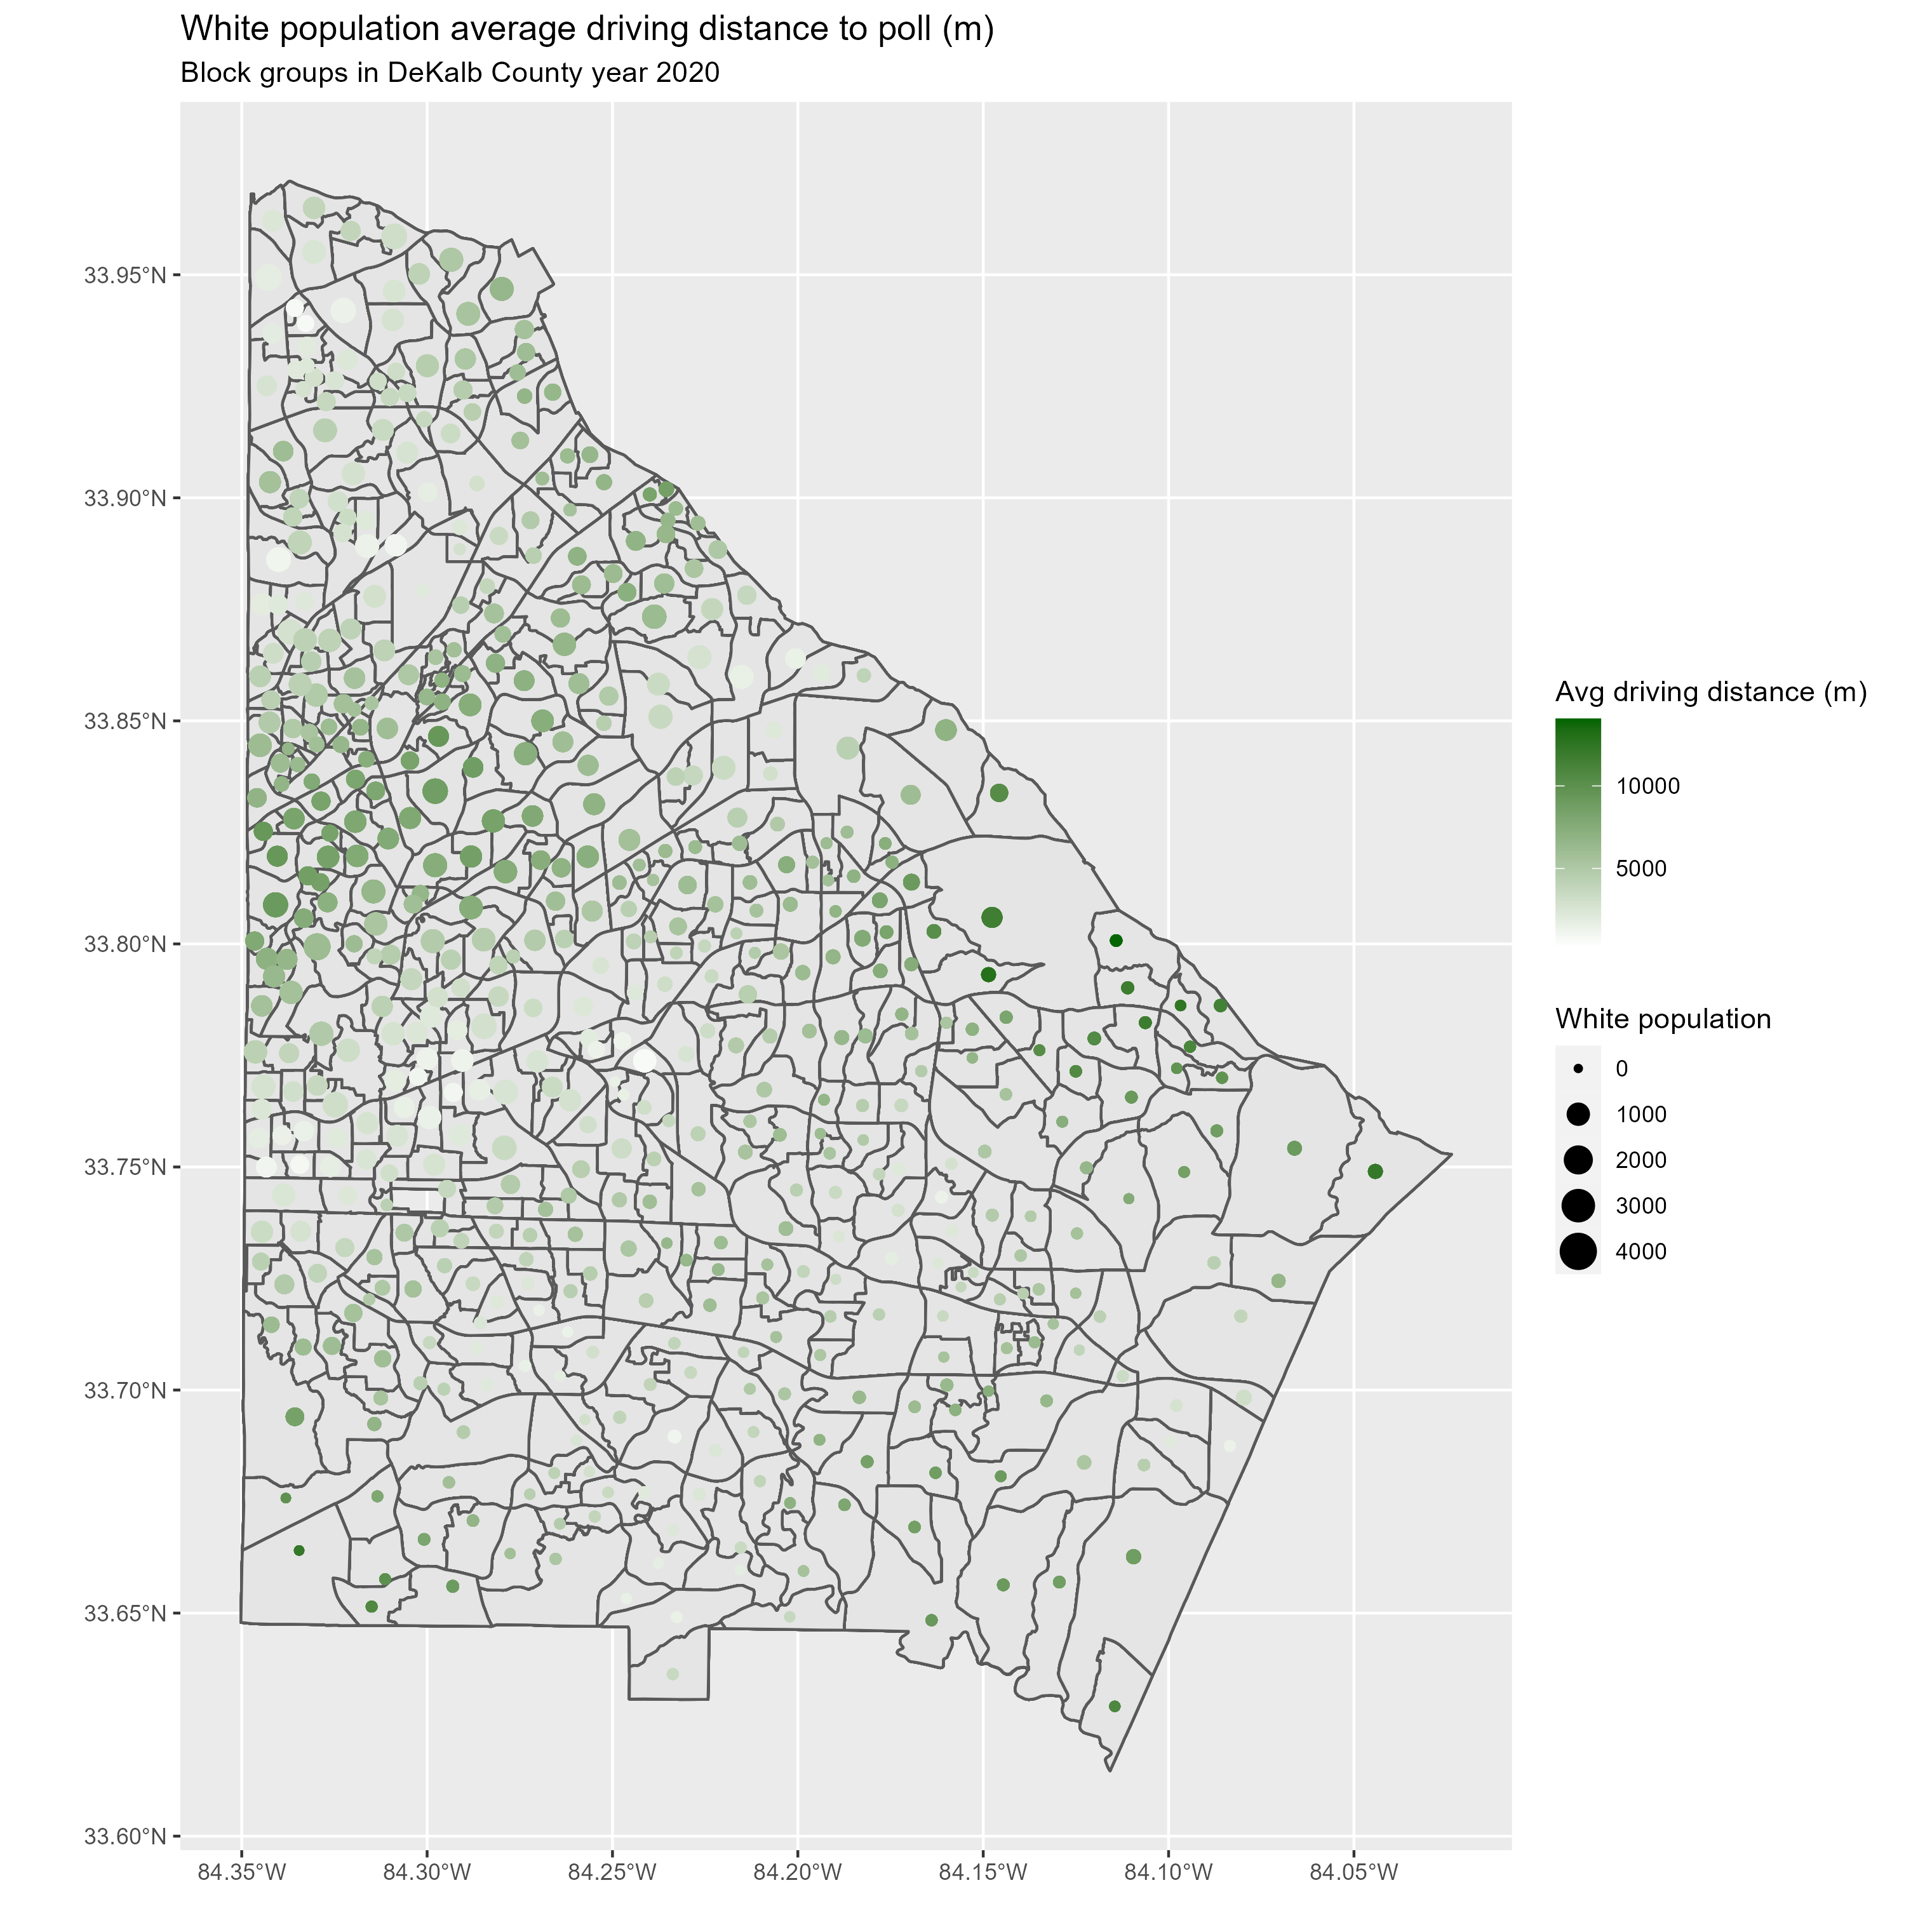 White population average driving distance to poll (m)
Block groups in DeKalb County year 2020
33.95°N
33.90°N
33.85°N
33.80°N
33.75°N
33.70°N
33.65°N
33.60°N
84.35°W
84.30°W
84.25°W
84.20°W
84.15°W
84.10°W
84.05°W
Avg driving distance (m)
10000
5000
White population
0
1000
2000
3000
4000